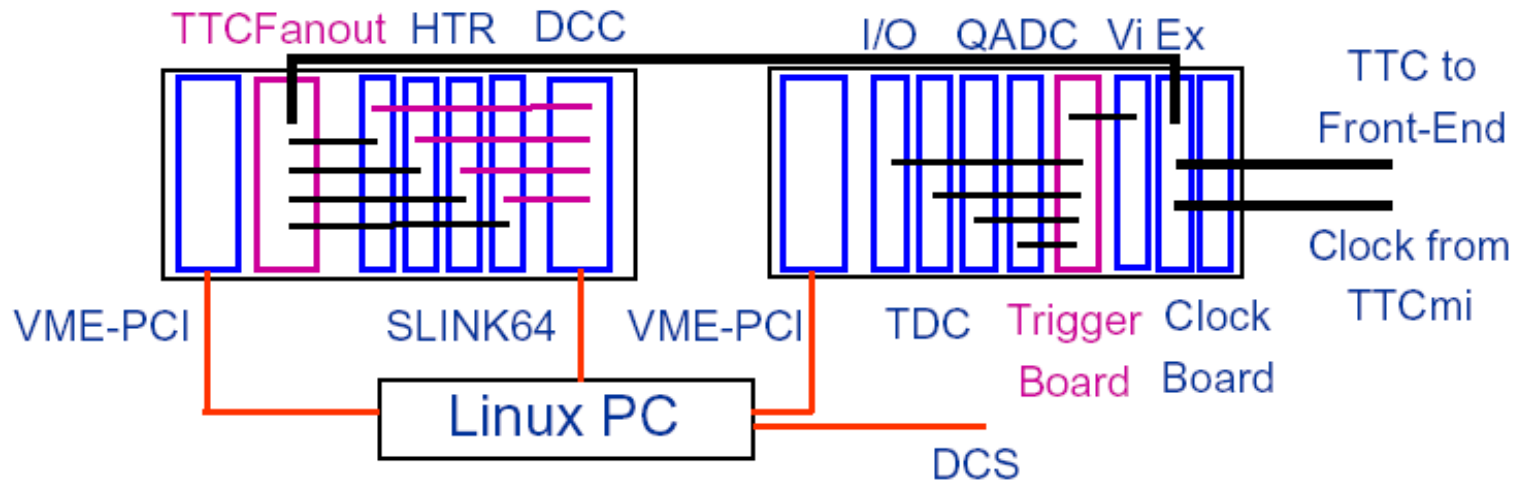 TTCFanout HTR DCC
I/O QADC Vi Ex
TTC to
Front-End
Clock from
TTCmi
VME-PCI SLINK64 VME-PCI
TDC
Trigger
Board
Clock
Board
Linux PC
DCS